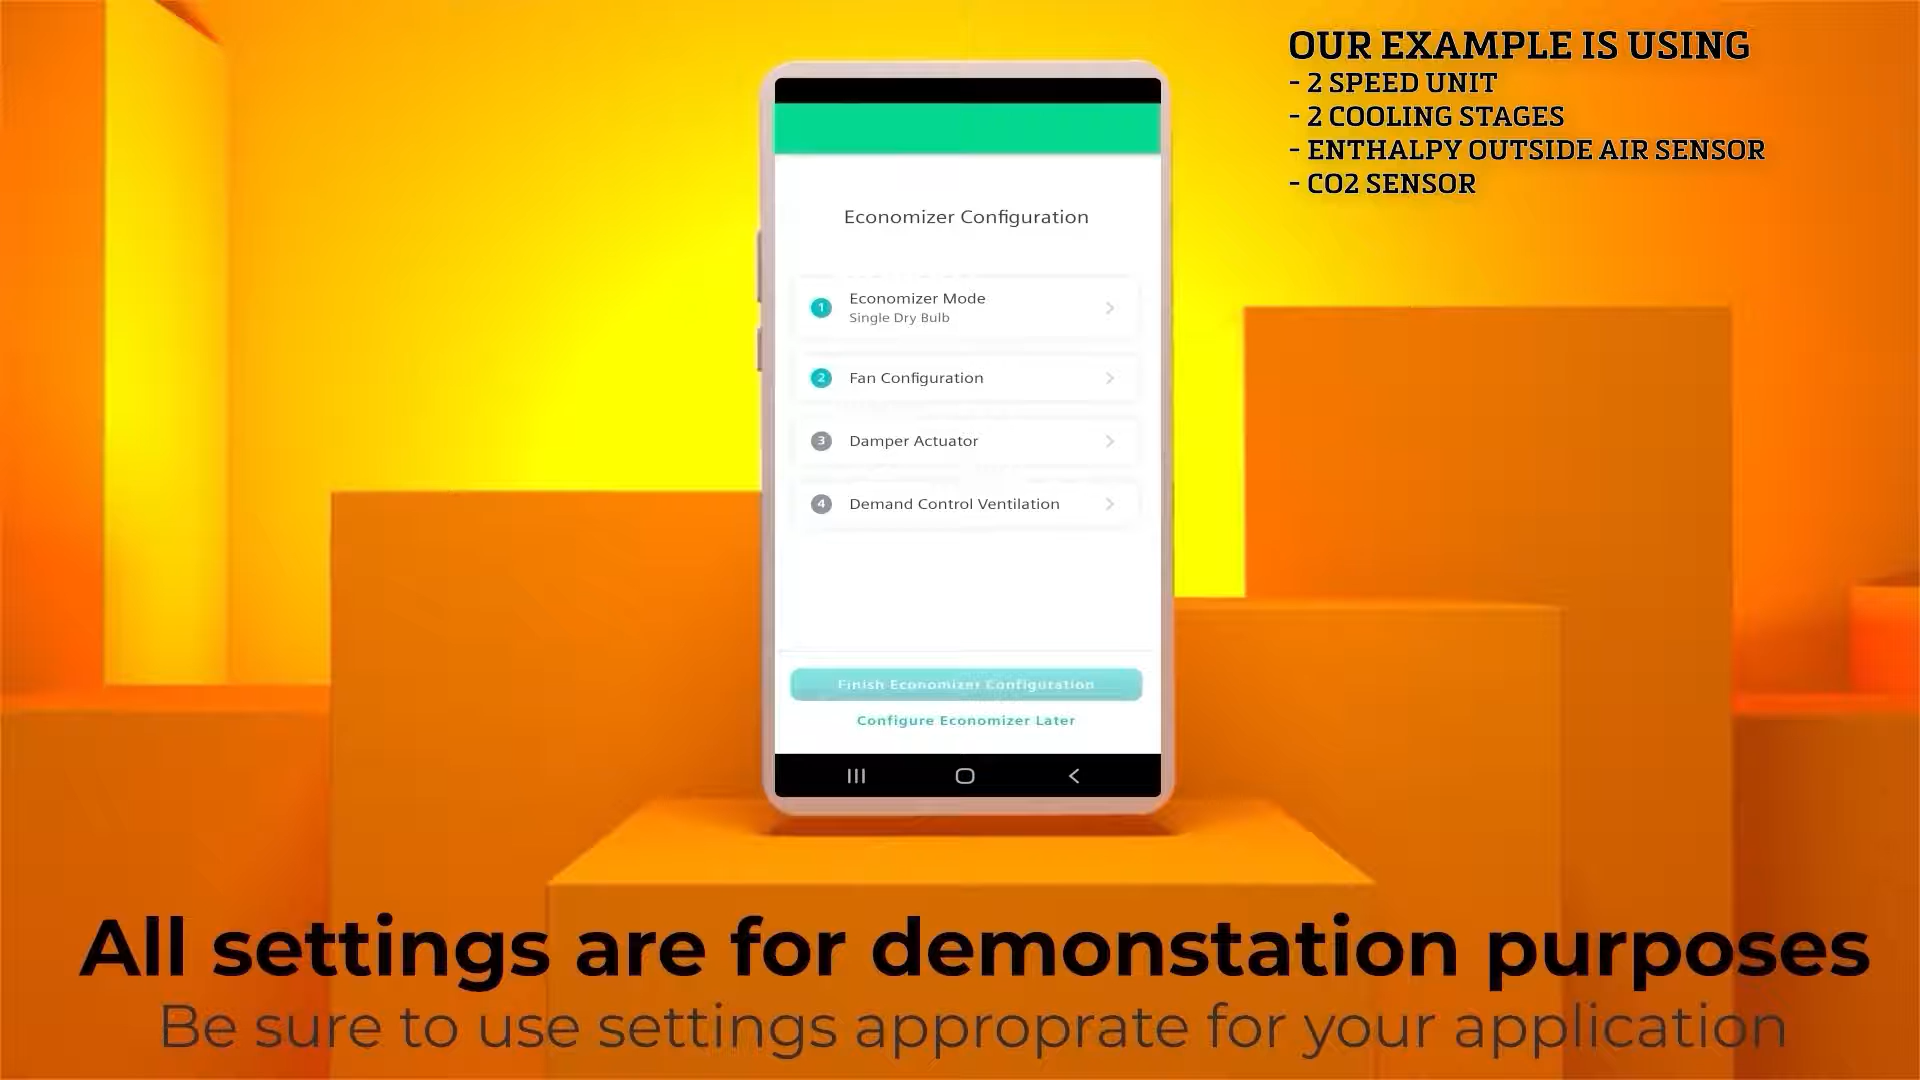 OUR EXAMPLE IS USING
- 2 SPEED UNIT
- 2 COOLING STAGES
- ENTHALPY OUTSIDE AIR SENSOR
- CO2 SENSOR
Economizer Configuration
1 Economizer Mode
Single Dry Bulb
2 Fan Configuration
3 Damper Actuator
4 Demand Control Ventilation
Finish Economizer Configuration
Configure Economizer Later
All settings are for demonstation purposes
Be sure to use settings approprate for your application